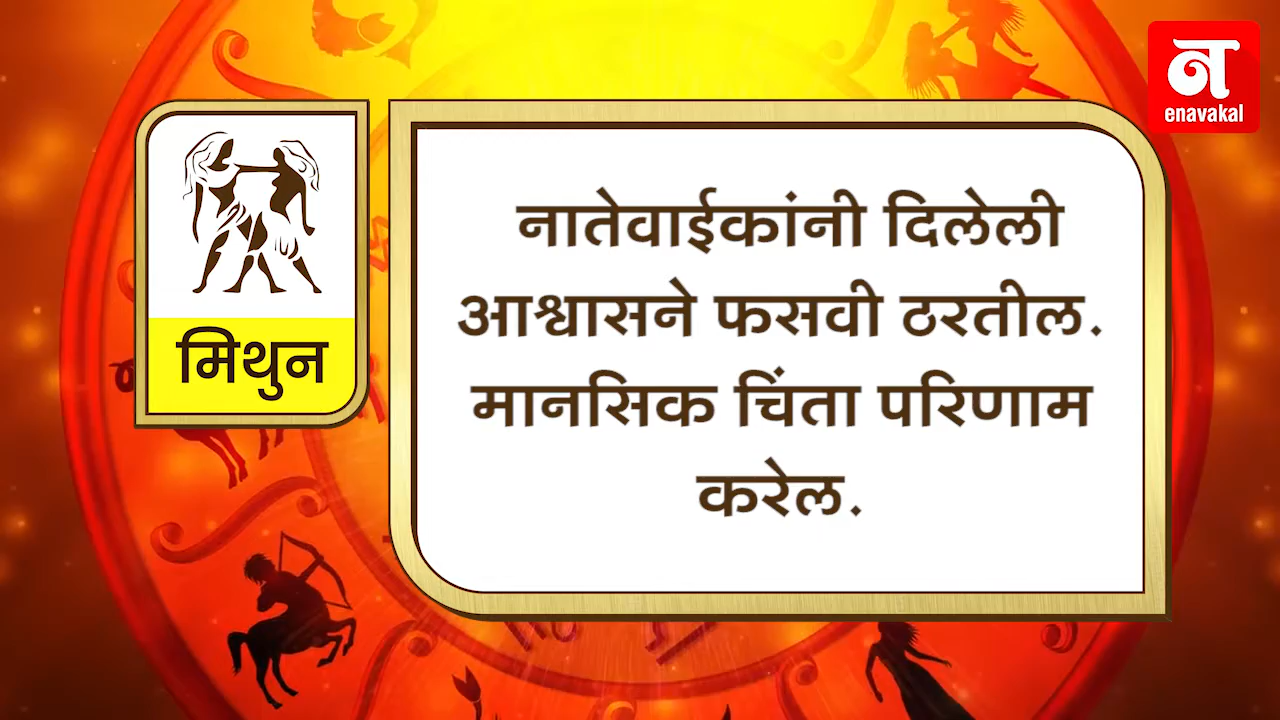 न
enavakal
मिथुन
नातेवाईकांनी दिलेली
आश्वासने फसवी ठरतील.
मानसिक चिंता परिणाम
करेल.